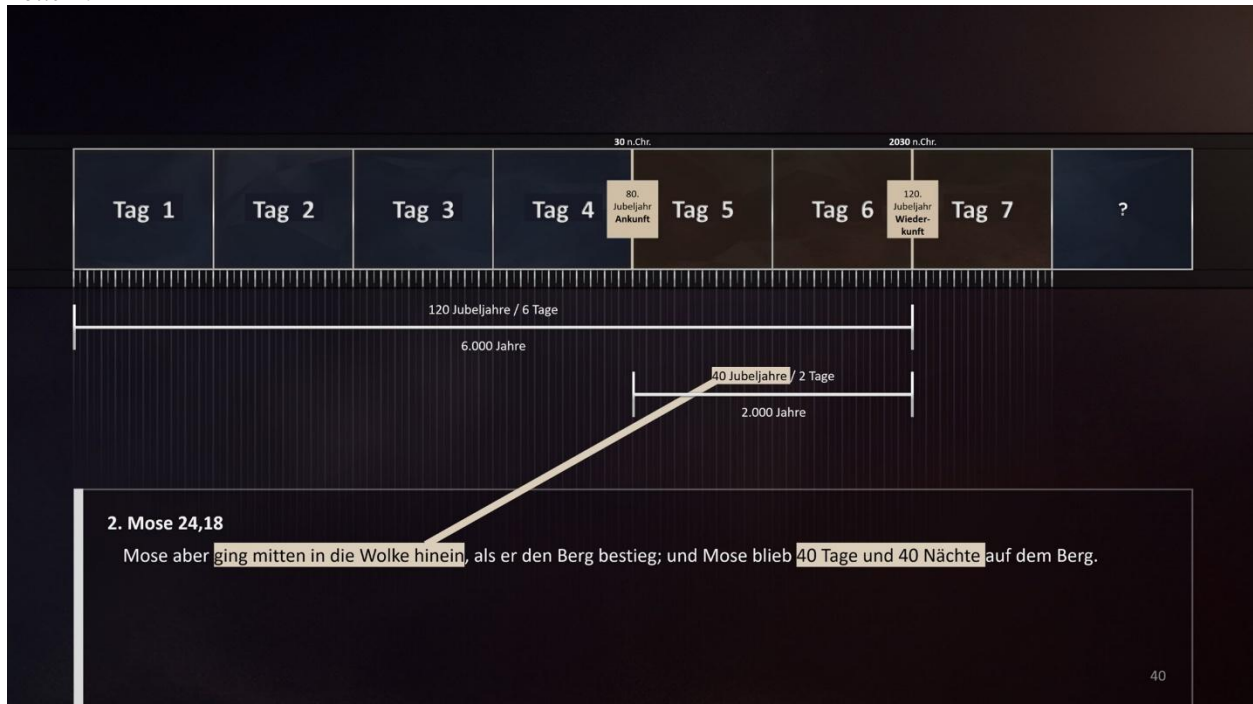 30 n.Chr.
2030 n.Chr.
Tag 1
Tag 2
Tag 3
Tag 4
80.
Jubeljahr
Ankunft
Tag 5
Tag 6
120.
Jubeljahr
Wieder-
kunft
Tag 7
?
120 Jubeljahre / 6 Tage
6.000 Jahre
40 Jubeljahre / 2 Tage
2.000 Jahre
2. Mose 24,18
Mose aber ging mitten in die Wolke hinein, als er den Berg bestieg; und Mose blieb 40 Tage und 40 Nächte auf dem Berg.
40